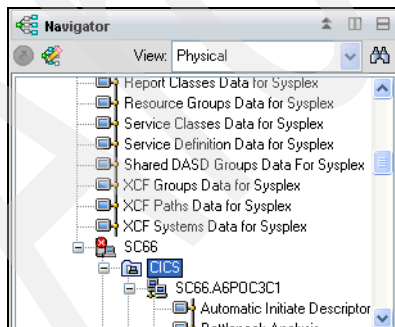 Navigator
View: Physical
Report Classes Data for Sysplex
Resource Groups Data for Sysplex
Service Classes Data for Sysplex
Service Definition Data for Sysplex
Shared DASD Groups Data For Sysplex
XCF Groups Data for Sysplex
XCF Paths Data for Sysplex
XCF Systems Data for Sysplex
SC66
CICS
SC66.A6POC3C1
Automatic Initiate Descriptor
Bottleneck Analysis